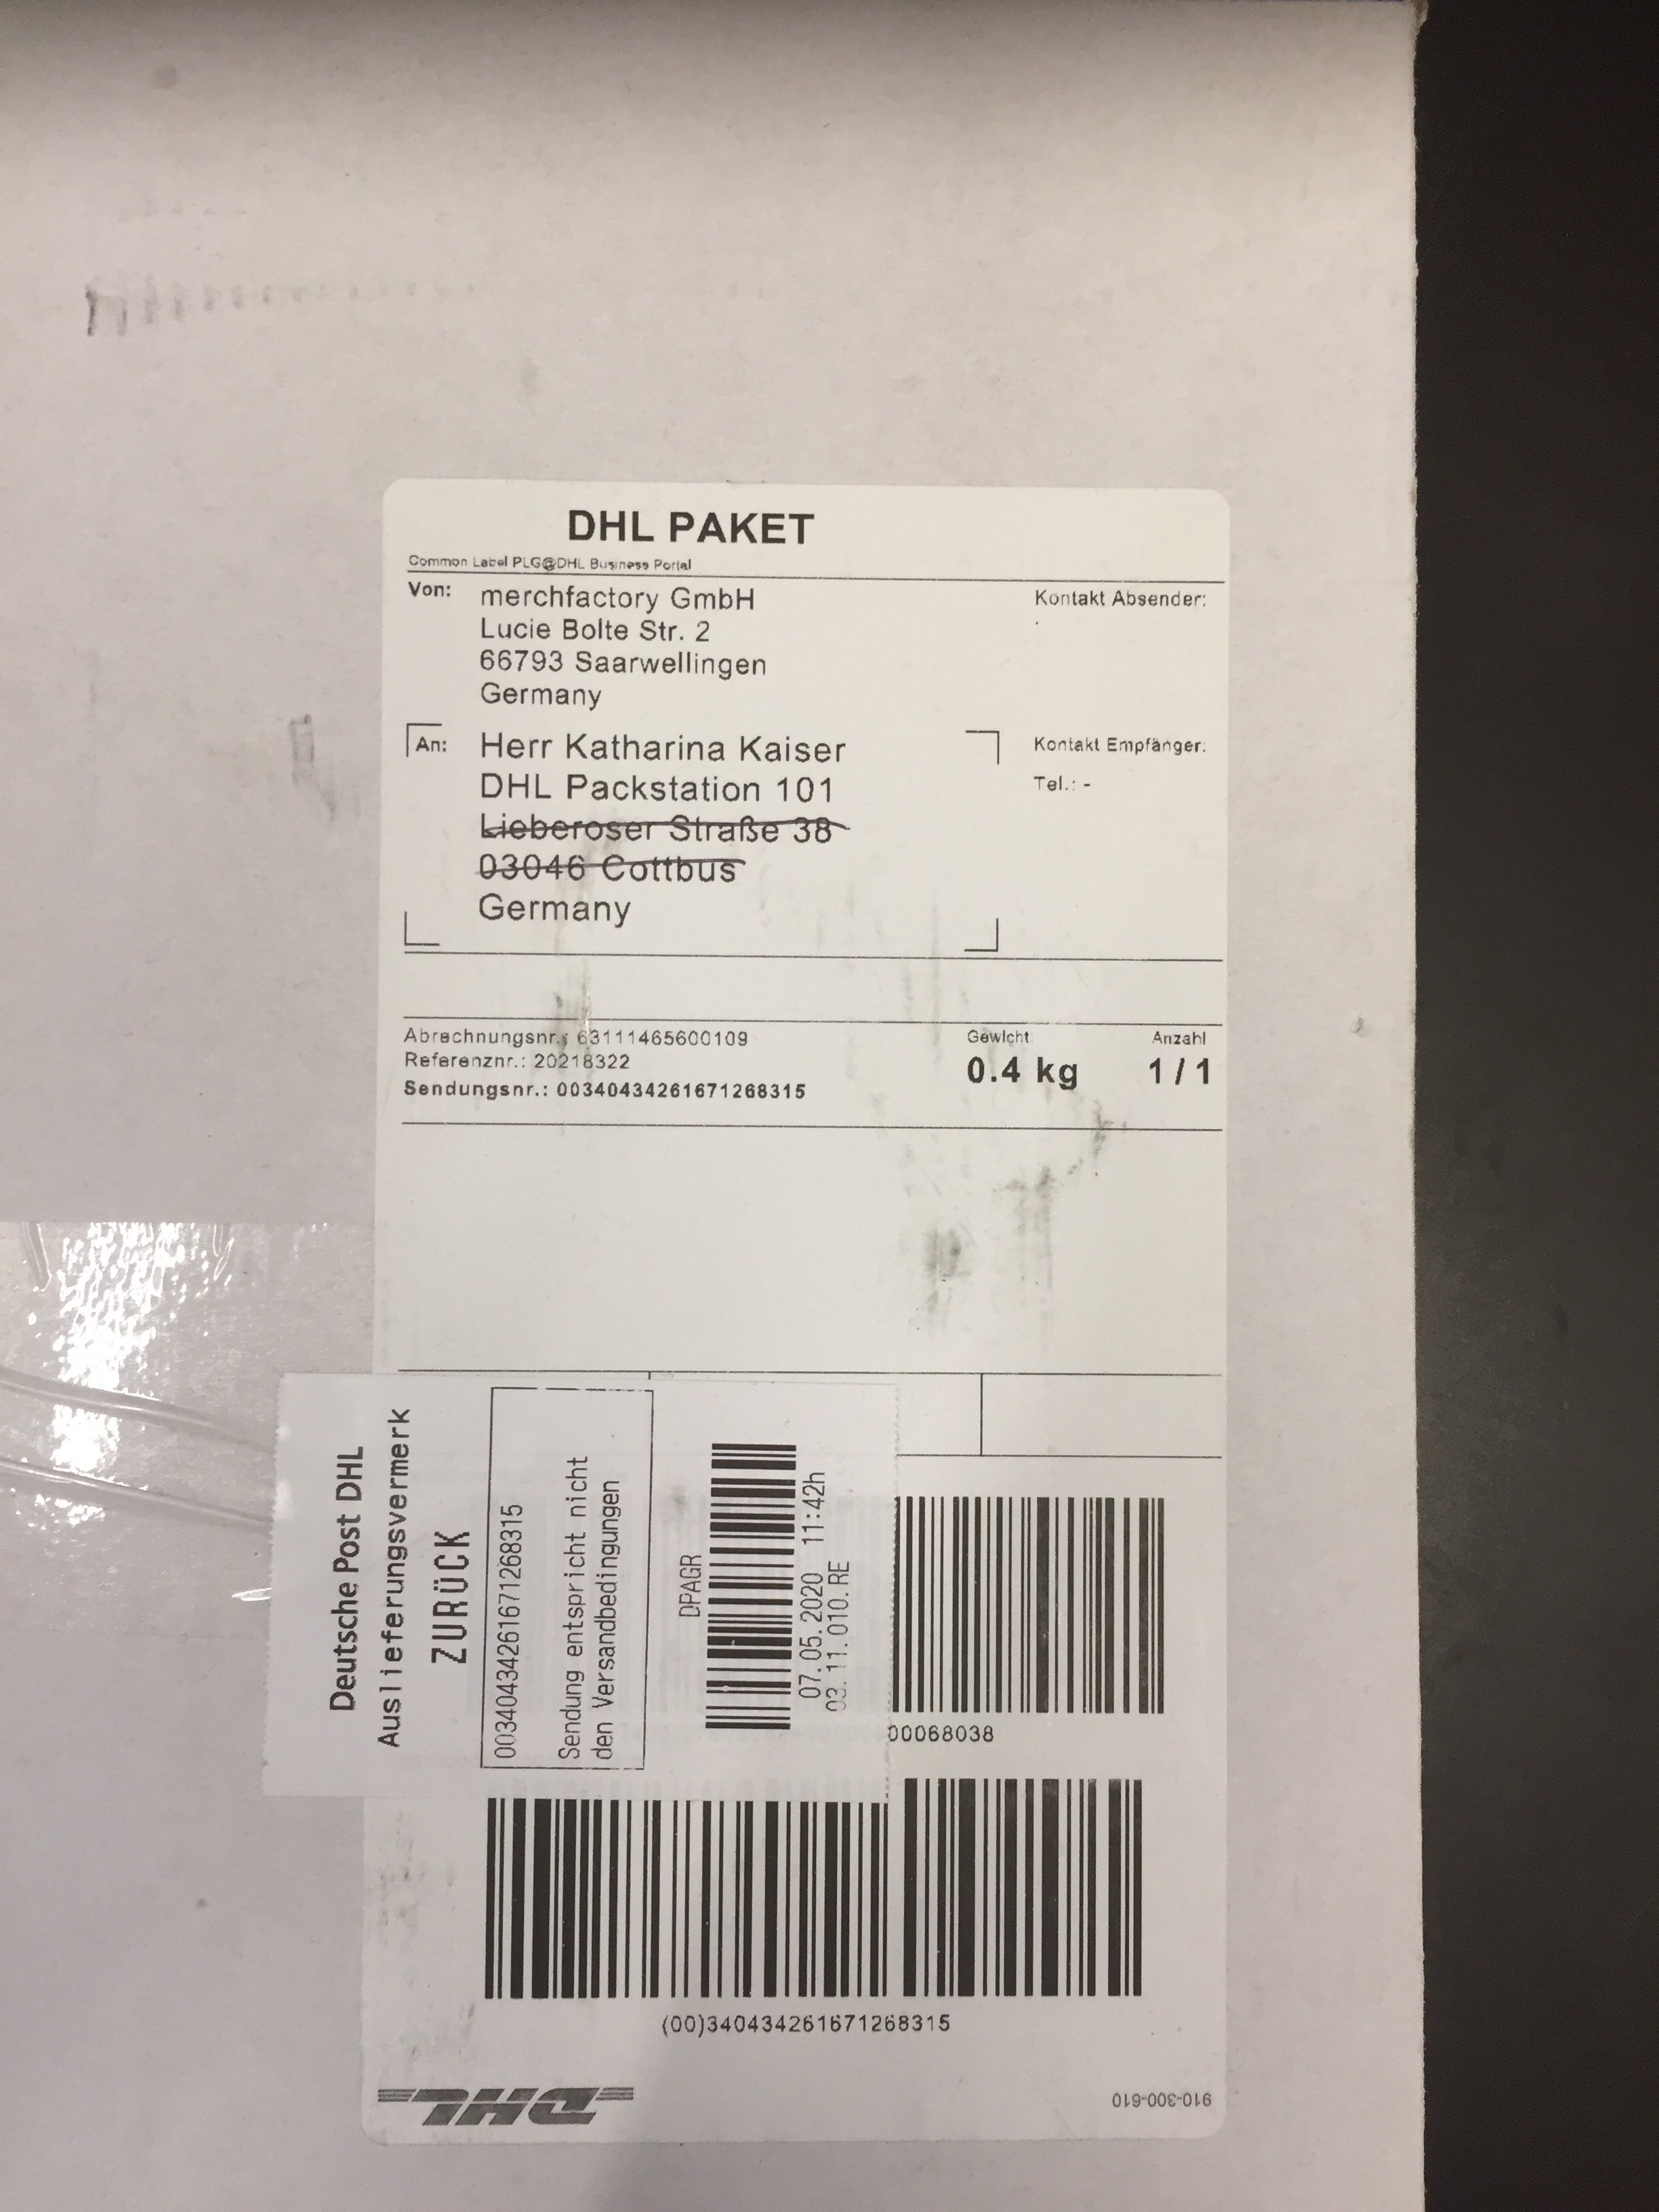 DHL PAKET
Common Label PLG@DHL Business Portal
Von:
merchfactory GmbH
Lucie Bolte Str. 2
66793 Saarwellingen
Germany
Kontakt Absender:
An:
Herr Katharina Kaiser
DHL Packstation 101
Lieberoser Straße 38
03046 Cottbus
Germany
Kontakt Empfänger:
Tel.: -
Abrechnungsnr.: 63111465600109
Referenznr.: 20218322
Sendungsnr.: 00340434261671268315
Gewicht
0.4 kg
Anzahl
1/1
Deutsche Post DHL
Auslieferungsvermerk
ZURÜCK
00340434261671268315
Sendung entspricht nicht
den Versandbedingungen
DPAGR
07.05.2020 11:42h
03.11.010.RE
00068038
(00)340434261671268315
DHL
910-300-610